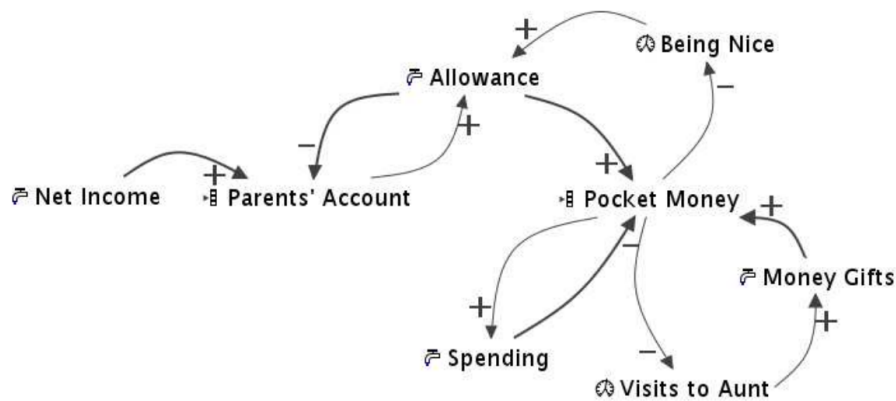 +
Being Nice
Allowance
−
+
−
+
+
Net Income
Parents' Account
Pocket Money
+
−
Money Gifts
+
−
+
Spending
Visits to Aunt